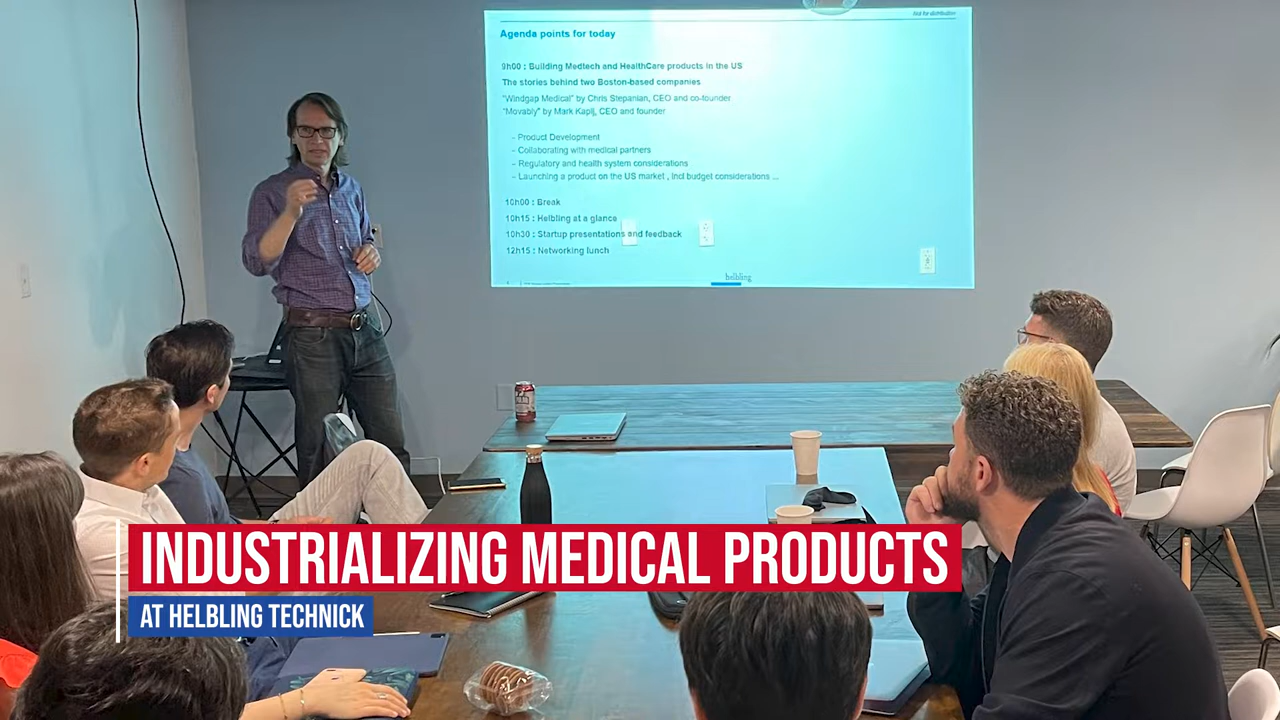 Not for distribution
Agenda points for today
9h00 : Building Medtech and HealthCare products in the US
The stories behind two Boston-based companies
"Windgap Medical" by Chris Stepanian, CEO and co-founder
"Movably" by Mark Kaplj, CEO and founder
- Product Development
- Collaborating with medical partners
- Regulatory and health system considerations
- Launching a product on the US market , incl budget considerations ...
10h00 : Break
10h15 : Helbling at a glance
10h30 : Startup presentations and feedback
12h15 : Networking lunch
helbling
INDUSTRIALIZING MEDICAL PRODUCTS
AT HELBLING TECHNICK